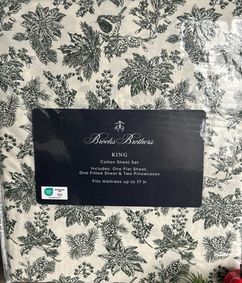 Brooks Brothers
KING
Cotton Sheet Set
Includes: One Flat Sheet,
One Fitted Sheet & Two Pillowcases
Fits mattress up to 17 in